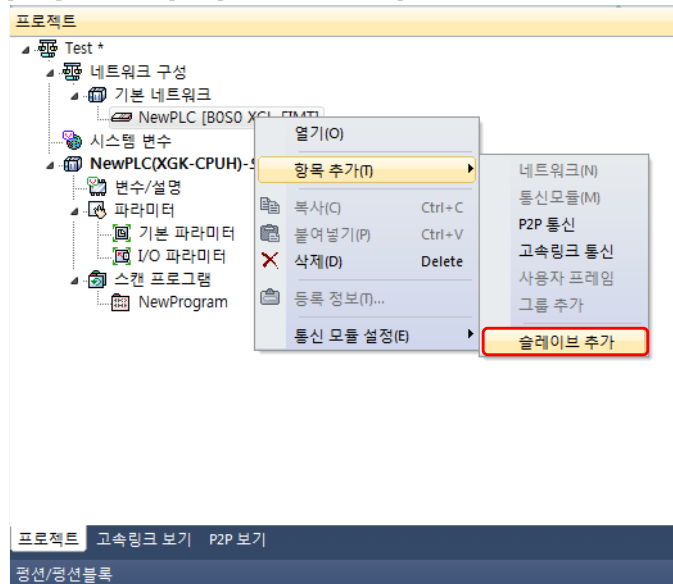 프로젝트
Test *
네트워크 구성
기본 네트워크
NewPLC [B0S0 XGL-EIMT]
시스템 변수
NewPLC(XGK-CPUH)-
변수/설명
파라미터
기본 파라미터
I/O 파라미터
스캔 프로그램
NewProgram
열기(O)
항목 추가(T)
복사(C) Ctrl+C
붙여넣기(P) Ctrl+V
삭제(D) Delete
등록 정보(T)...
통신 모듈 설정(E)
네트워크(N)
통신모듈(M)
P2P 통신
고속링크 통신
사용자 프레임
그룹 추가
슬레이브 추가
프로젝트 고속링크 보기 P2P 보기
펑션/펑션블록